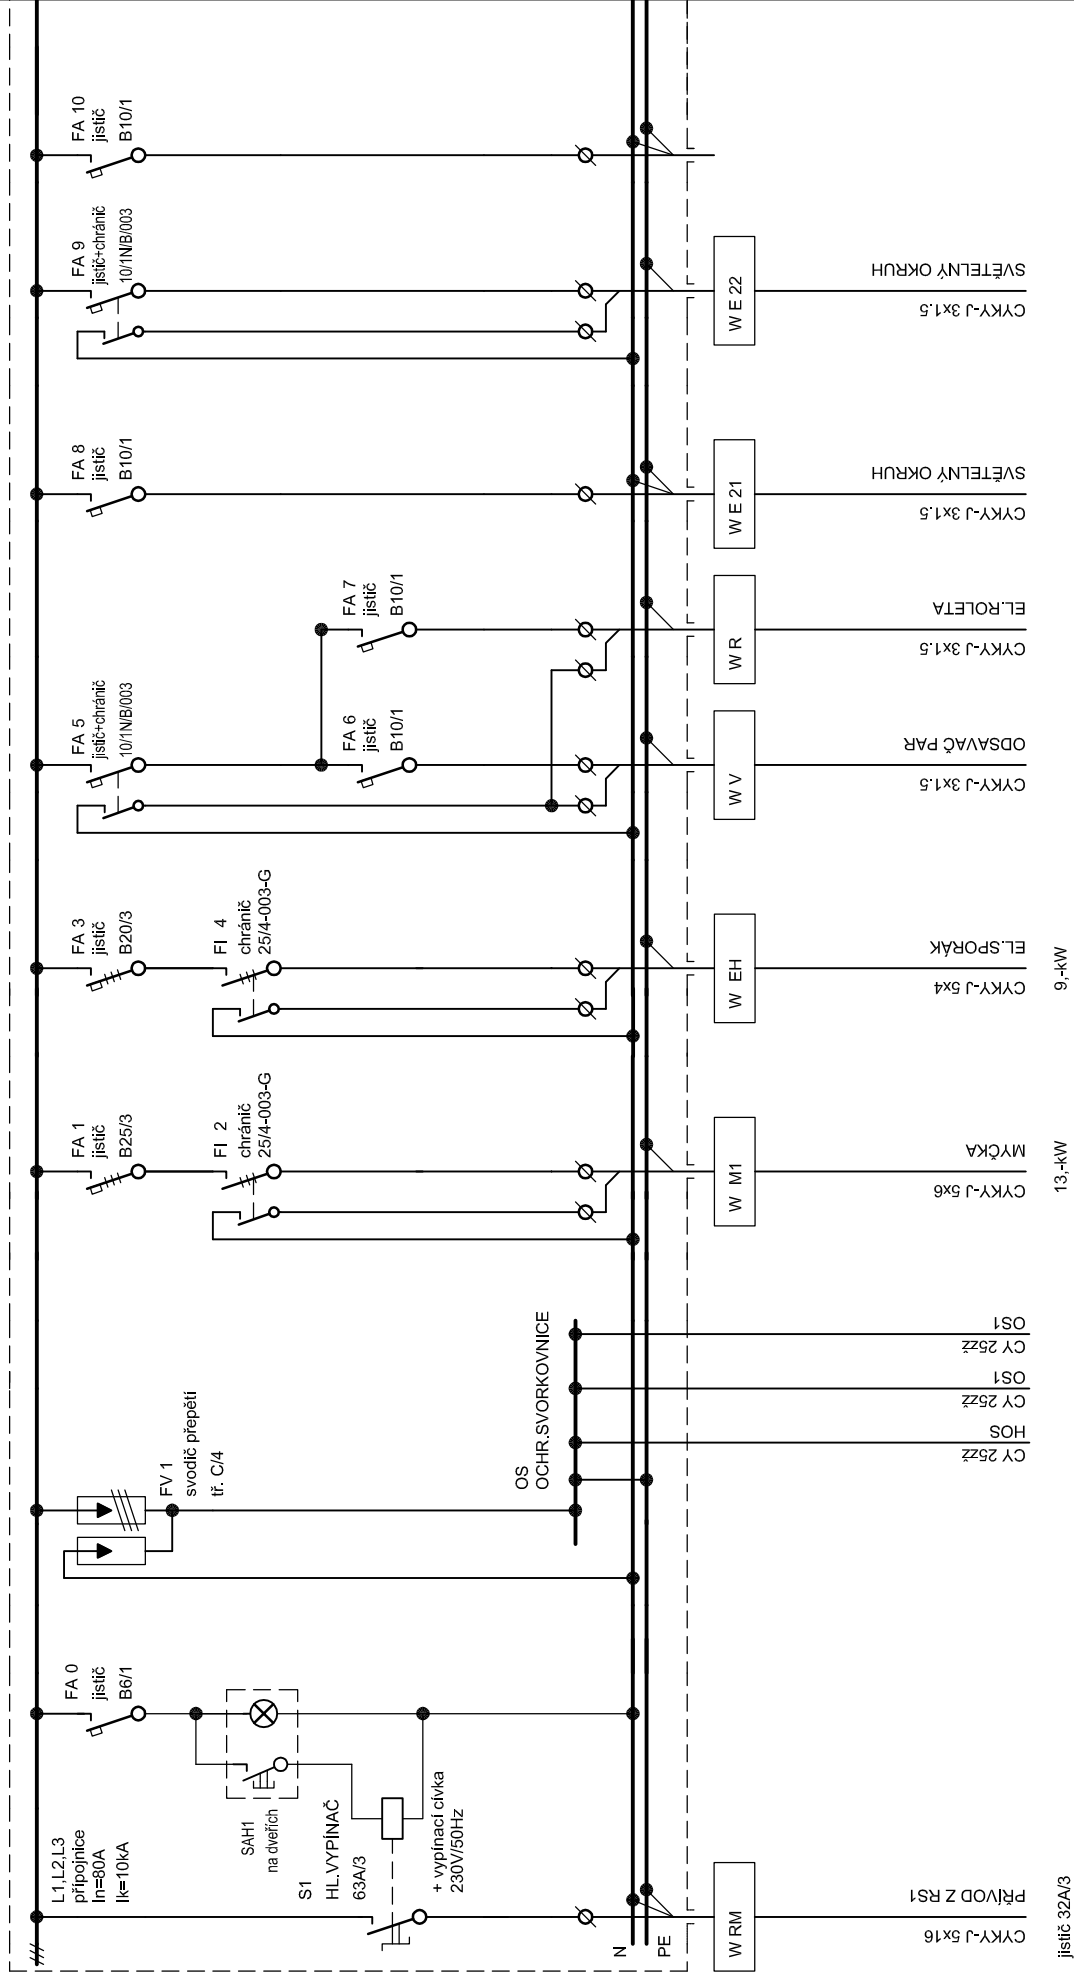 L1,L2,L3
přípojnice
In=80A
Ik=10kA
S1
HL.VYPÍNAČ
63A/3
+ vypínací cívka
230V/50Hz
SAH1
na dveřích
FA 0
jistič
B6/1
FV 1
svodič přepětí
tř. C/4
OS
OCHR.SVORKOVNICE
FA 1
jistič
B25/3
FI 2
chránič
25/4-003-G
FA 3
jistič
B20/3
FI 4
chránič
25/4-003-G
FA 5
jistič+chránič
10/1N/B/003
FA 6
jistič
B10/1
FA 7
jistič
B10/1
FA 8
jistič
B10/1
FA 9
jistič+chránič
10/1N/B/003
FA 10
jistič
B10/1
N
PE
W RM
W M1
W EH
W V
W R
W E 21
W E 22
PŘÍVOD Z RS1
CYKY-J 5x16
jistič 32A/3
HOS
CY 25zž
OS1
CY 25zž
OS1
CY 25zž
MYČKA
CYKY-J 5x6
13,-kW
EL.SPORÁK
CYKY-J 5x4
9,-kW
ODSAVAČ PAR
CYKY-J 3x1.5
EL.ROLETA
CYKY-J 3x1.5
SVĚTELNÝ OKRUH
CYKY-J 3x1.5
SVĚTELNÝ OKRUH
CYKY-J 3x1.5